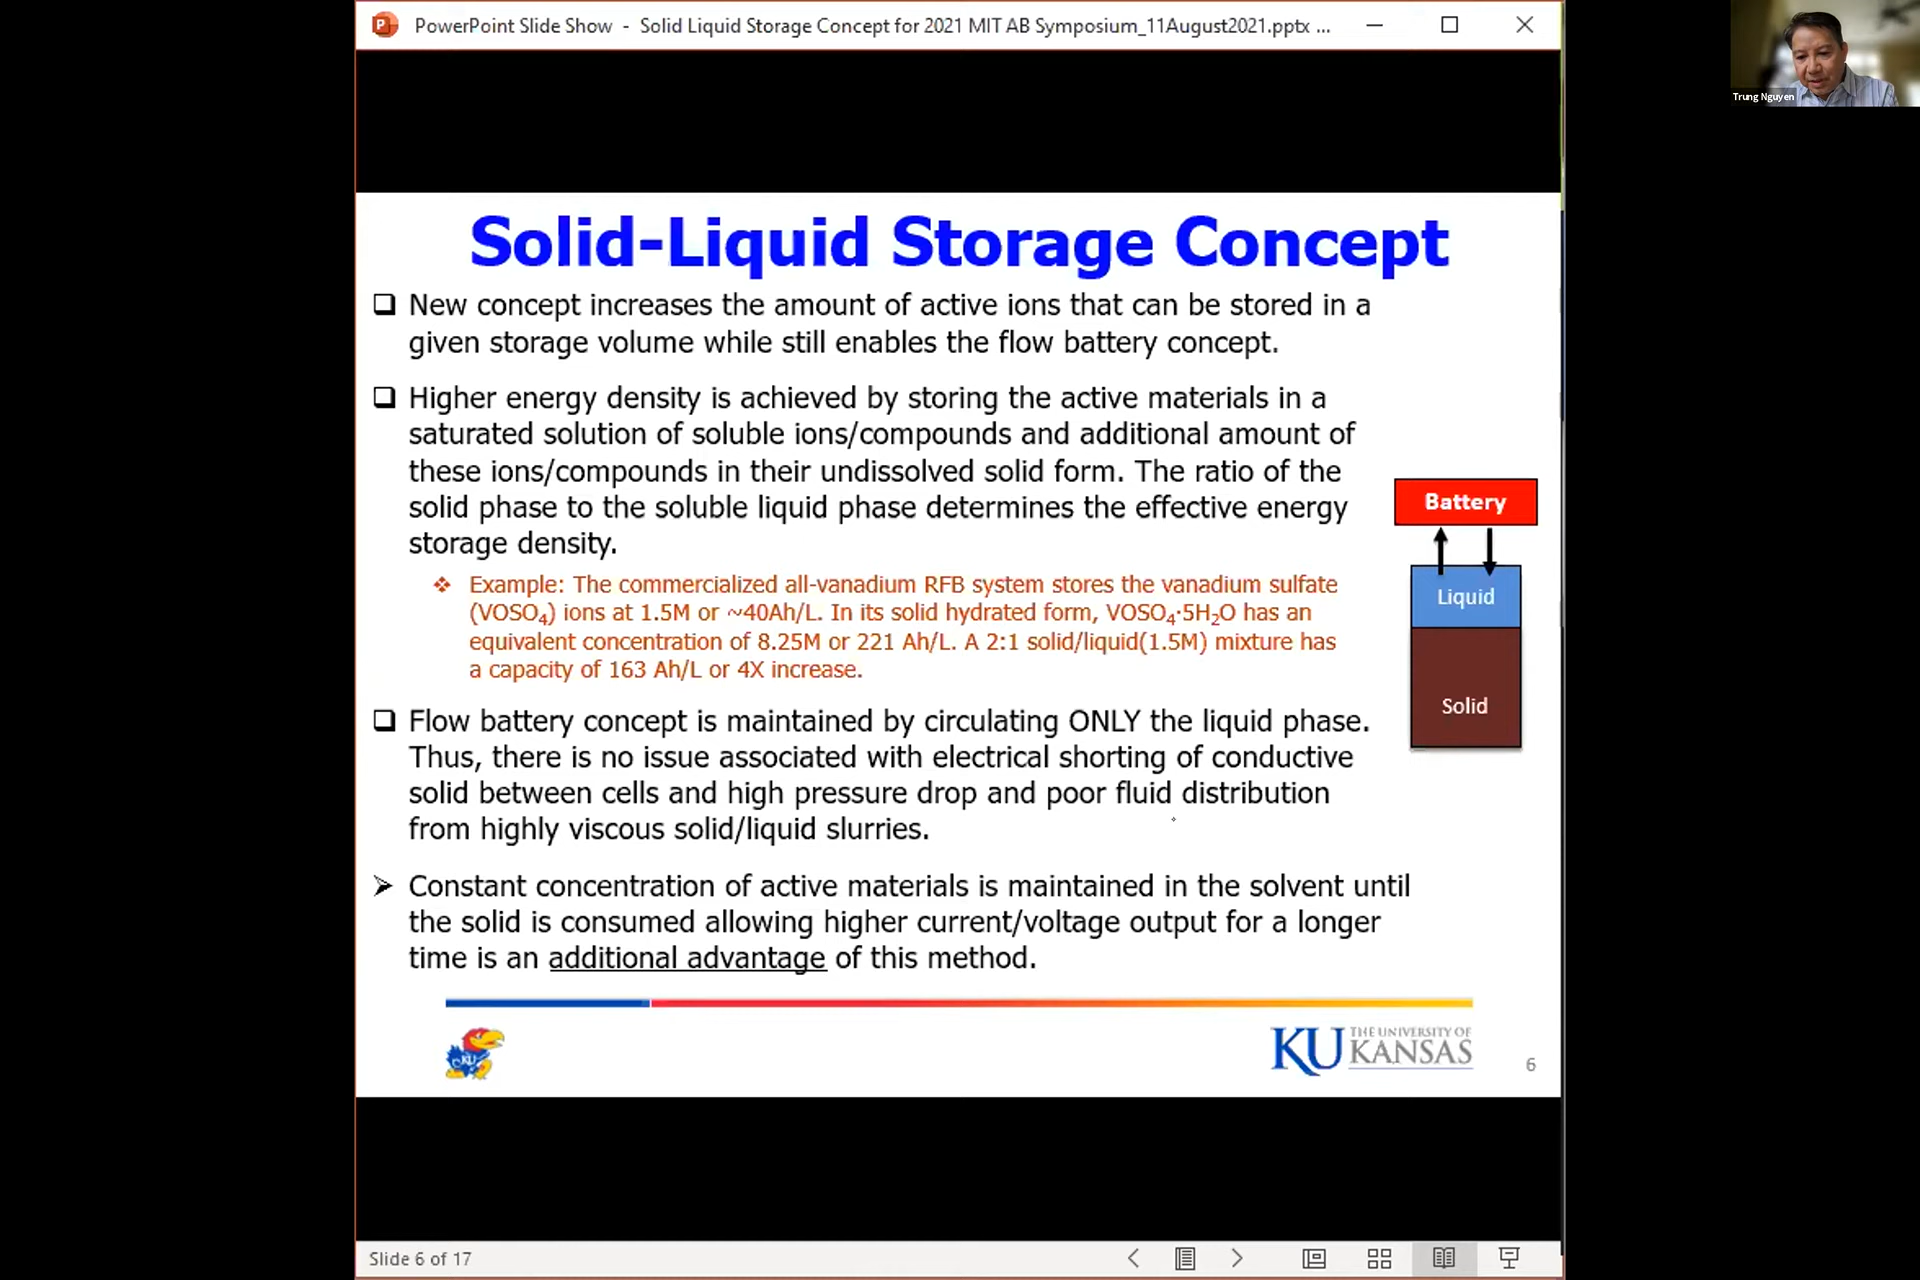 PowerPoint Slide Show - Solid Liquid Storage Concept for 2021 MIT AB Symposium_11August2021.pptx ...
Trung Nguyen
Solid-Liquid Storage Concept
New concept increases the amount of active ions that can be stored in a
given storage volume while still enables the flow battery concept.
Higher energy density is achieved by storing the active materials in a
saturated solution of soluble ions/compounds and additional amount of
these ions/compounds in their undissolved solid form. The ratio of the
solid phase to the soluble liquid phase determines the effective energy
storage density.
Example: The commercialized all-vanadium RFB system stores the vanadium sulfate
(VOSO₄) ions at 1.5M or ~40Ah/L. In its solid hydrated form, VOSO₄·5H₂O has an
equivalent concentration of 8.25M or 221 Ah/L. A 2:1 solid/liquid(1.5M) mixture has
a capacity of 163 Ah/L or 4X increase.
Battery
Liquid
Solid
Flow battery concept is maintained by circulating ONLY the liquid phase.
Thus, there is no issue associated with electrical shorting of conductive
solid between cells and high pressure drop and poor fluid distribution
from highly viscous solid/liquid slurries.
Constant concentration of active materials is maintained in the solvent until
the solid is consumed allowing higher current/voltage output for a longer
time is an additional advantage of this method.
KU
KU THE UNIVERSITY OF
KANSAS
6
Slide 6 of 17